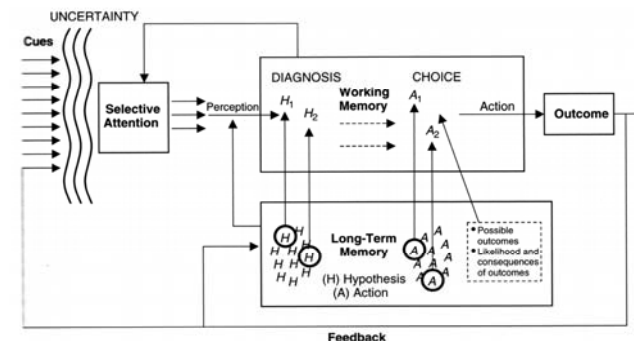 UNCERTAINTY
Cues
Selective
Attention
Perception
DIAGNOSIS
H1
H2
Working
Memory
CHOICE
A1
A2
Action
Outcome
Long-Term
Memory
(H) Hypothesis
(A) Action
H H
H H H
H H H
H H
H H
A A
A A A
A A
A A
• Possible
outcomes
• Likelihood and
consequences
of outcomes
Feedback